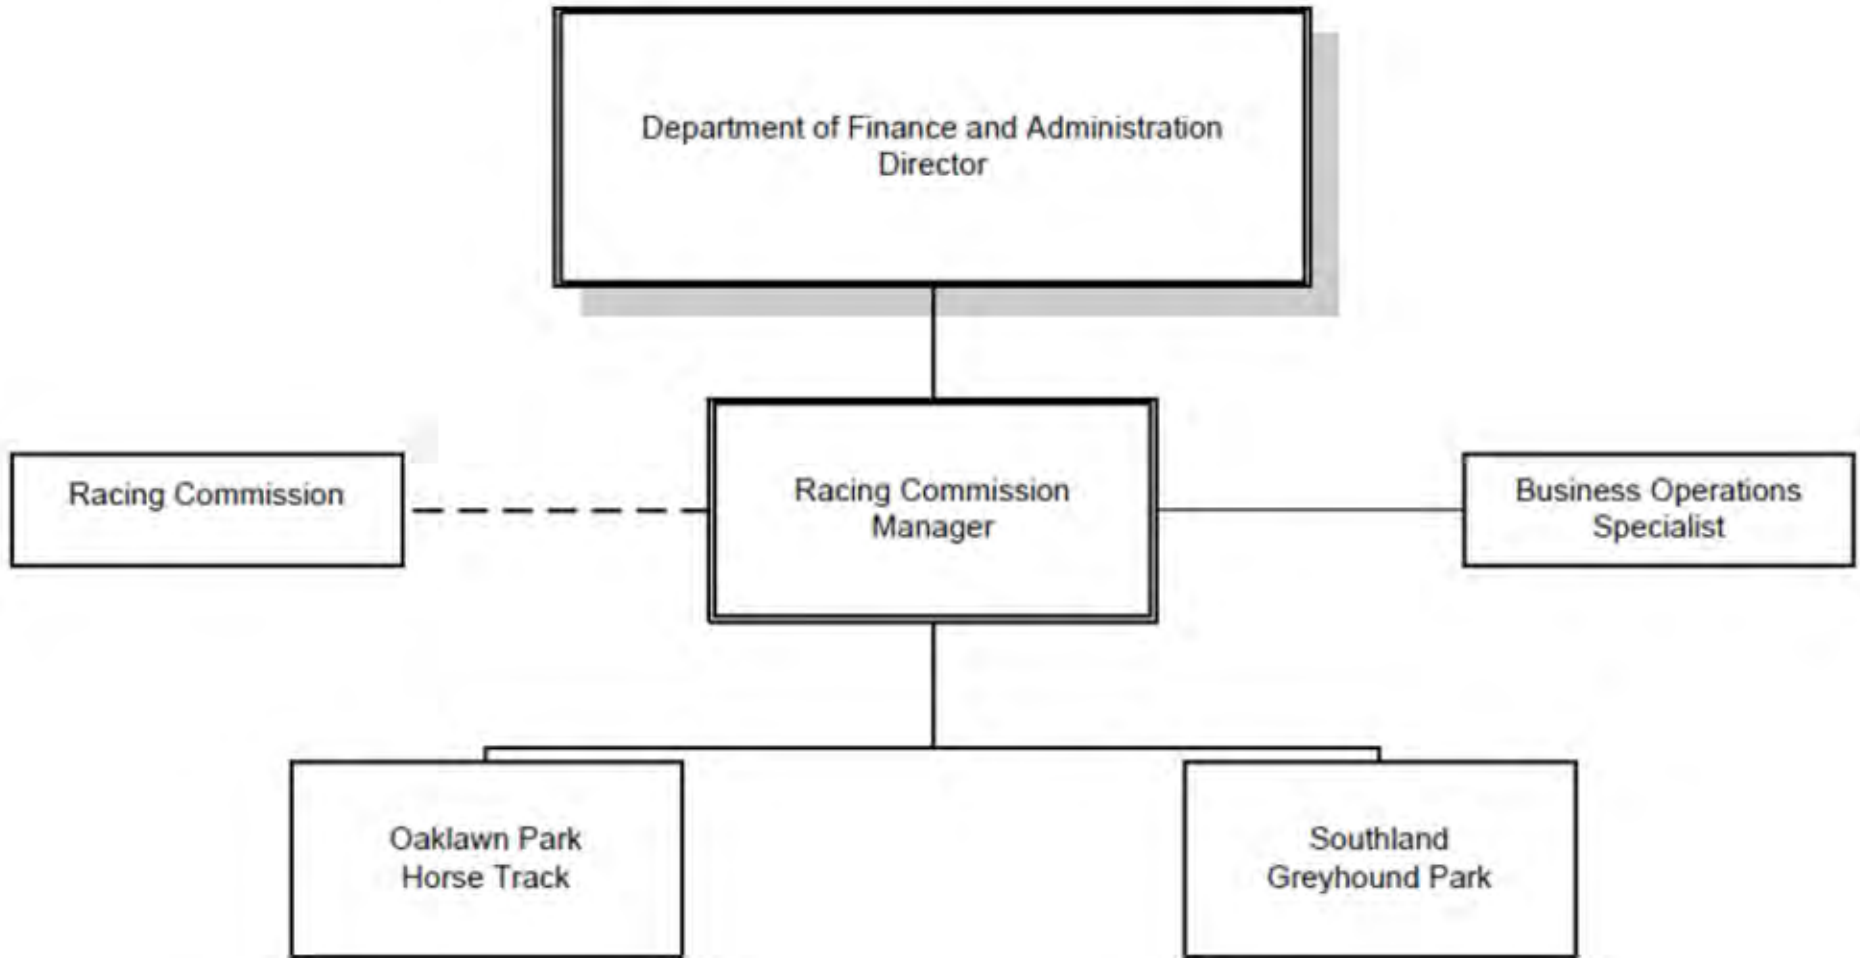 Department of Finance and Administration
Director
Racing Commission
Racing Commission
Manager
Business Operations
Specialist
Oaklawn Park
Horse Track
Southland
Greyhound Park